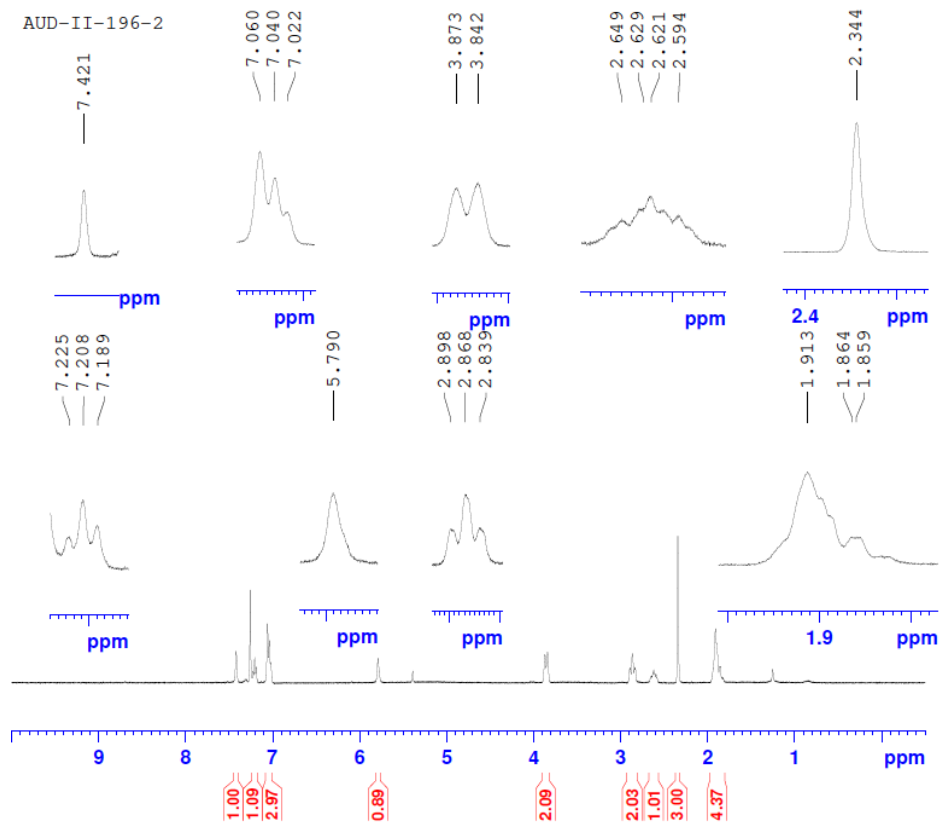 AUD-II-196-2
7.421
7.060
7.040
7.022
3.873
3.842
2.649
2.629
2.621
2.594
2.344
ppm
ppm
ppm
ppm
2.4
ppm
7.225
7.208
7.189
5.790
2.898
2.868
2.839
1.913
1.864
1.859
ppm
ppm
ppm
1.9
ppm
9 8 7 6 5 4 3 2 1 ppm
1.00
1.09
2.97
0.89
2.09
2.03
1.01
3.00
4.37